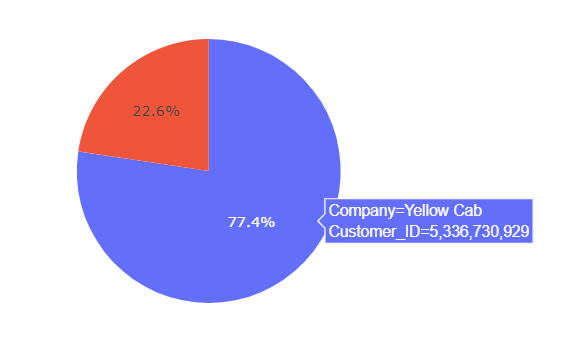 22.6%
77.4%
Company=Yellow Cab
Customer_ID=5,336,730,929